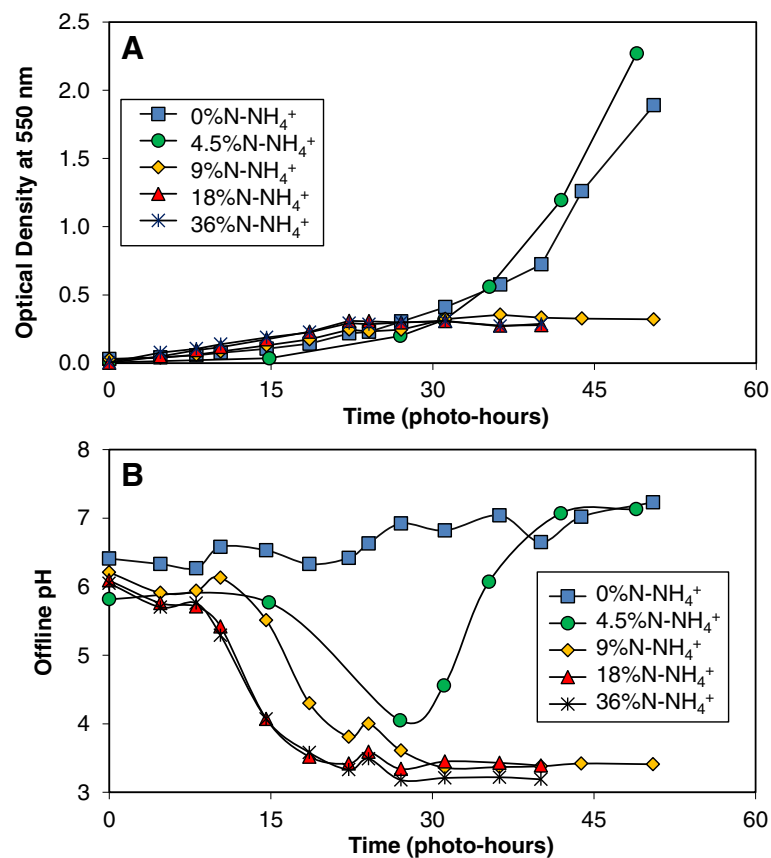 A
Optical Density at 550 nm
2.5
2.0
1.5
1.0
0.5
0.0
0%N-NH₄⁺
4.5%N-NH₄⁺
9%N-NH₄⁺
18%N-NH₄⁺
36%N-NH₄⁺
0 15 30 45 60
Time (photo-hours)
B
Offline pH
8
7
6
5
4
3
0%N-NH₄⁺
4.5%N-NH₄⁺
9%N-NH₄⁺
18%N-NH₄⁺
36%N-NH₄⁺
0 15 30 45 60
Time (photo-hours)